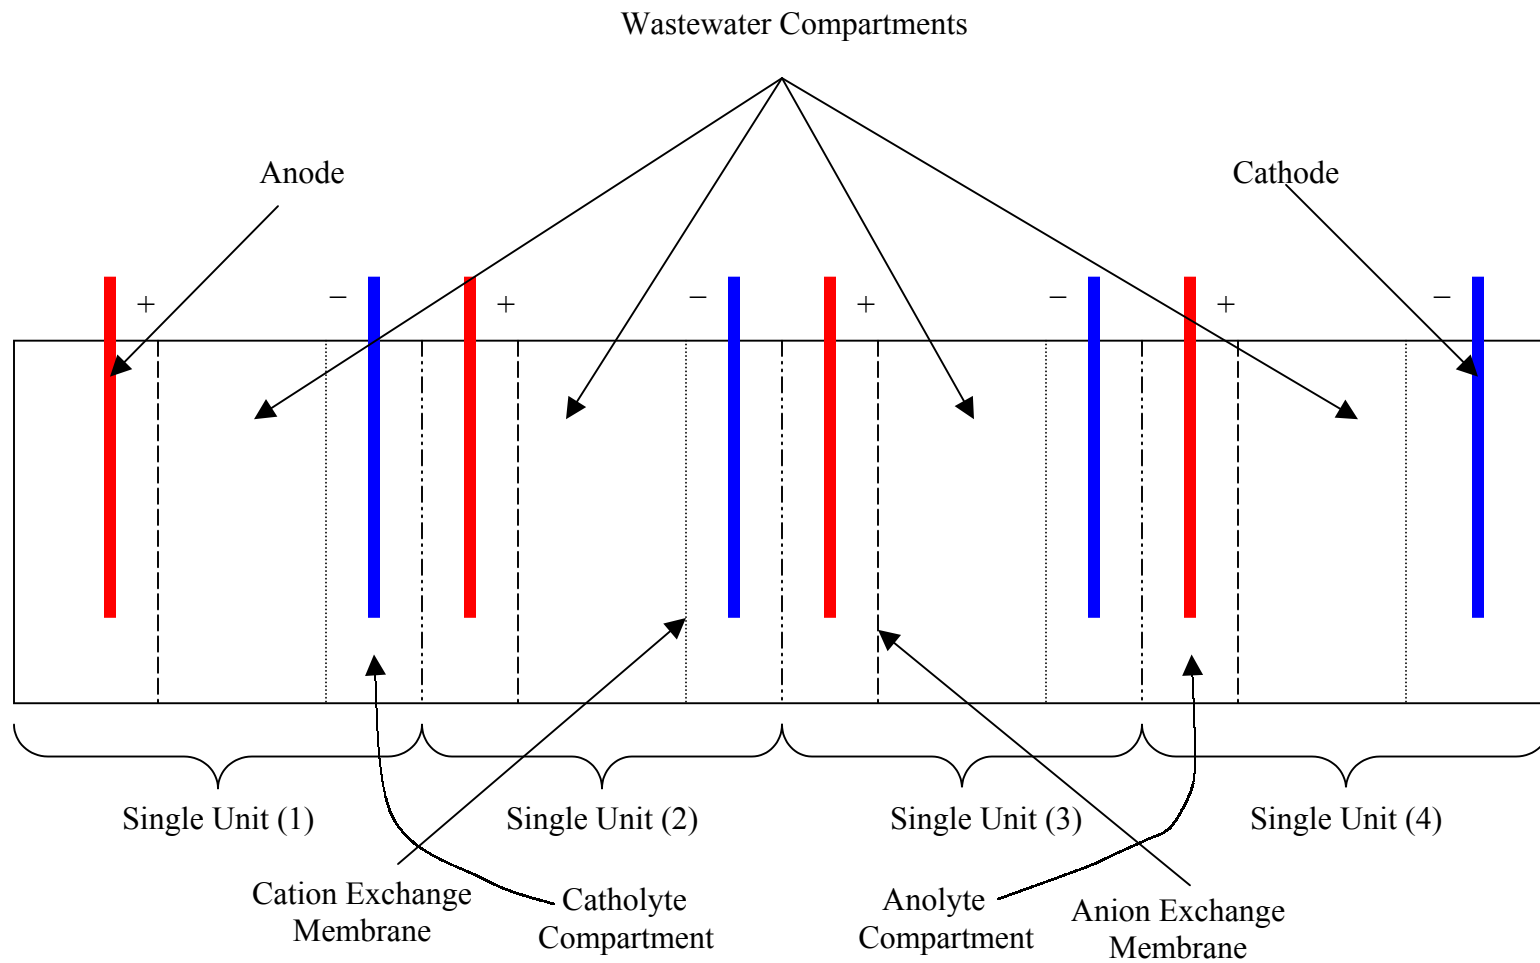 Wastewater Compartments
Anode
Cathode
+
−
+
−
+
−
+
−
Single Unit (1)
Single Unit (2)
Single Unit (3)
Single Unit (4)
Cation Exchange
Membrane
Catholyte
Compartment
Anolyte
Compartment
Anion Exchange
Membrane